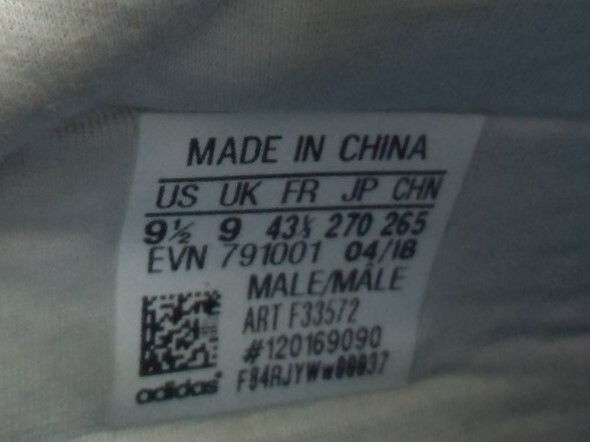 MADE IN CHINA
US UK FR JP CHN
9½ 9 43⅓ 270 265
EVN 791001 04/18
MALE/MÂLE
ART F33572
#120169090
adidas